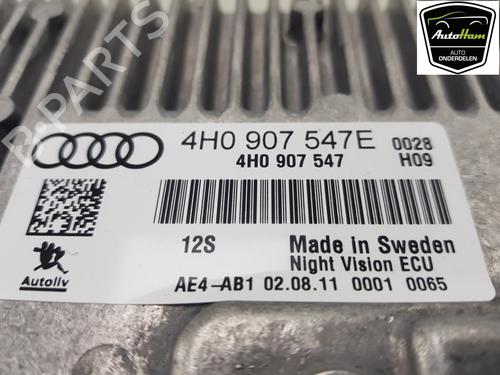 AutoHam
AUTO
ONDERDELEN
B-PARTS
4H0 907 547E 0028
4H0 907 547 H09
12S Made in Sweden
Night Vision ECU
Autoliv AE4-AB1 02.08.11 0001 0065